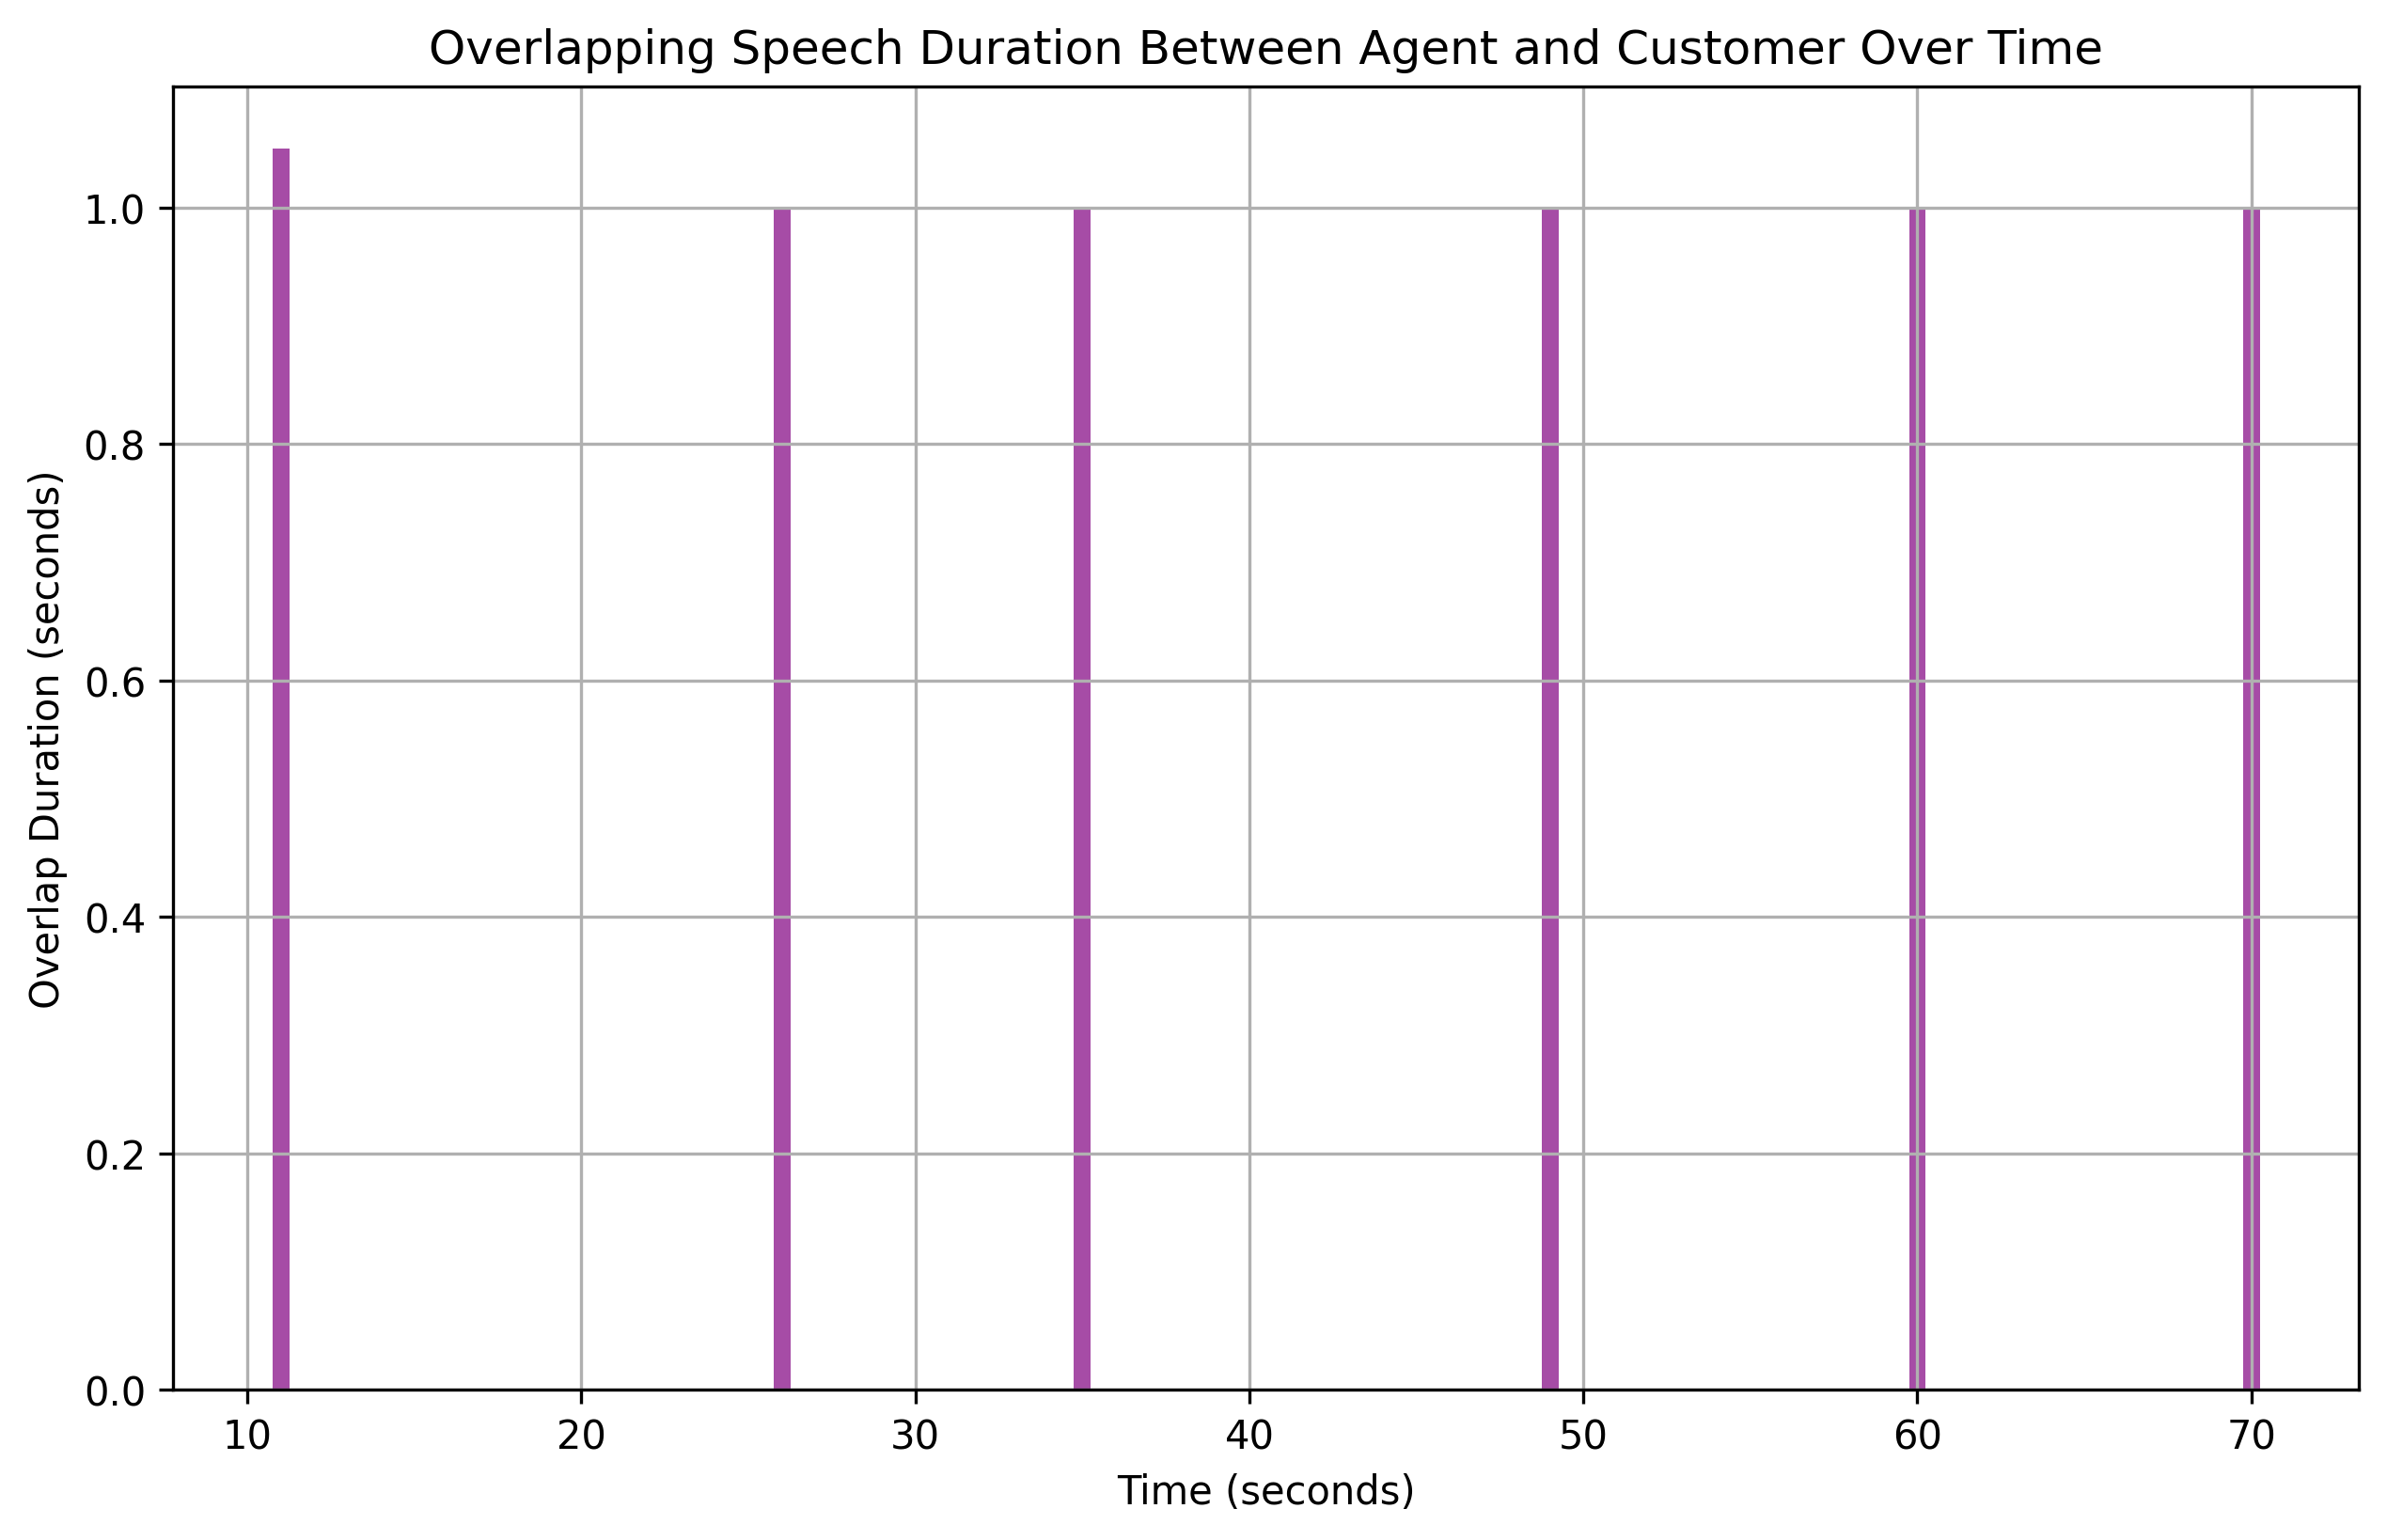 Overlapping Speech Duration Between Agent and Customer Over Time
Overlap Duration (seconds)
1.0
0.8
0.6
0.4
0.2
0.0
10 20 30 40 50 60 70
Time (seconds)